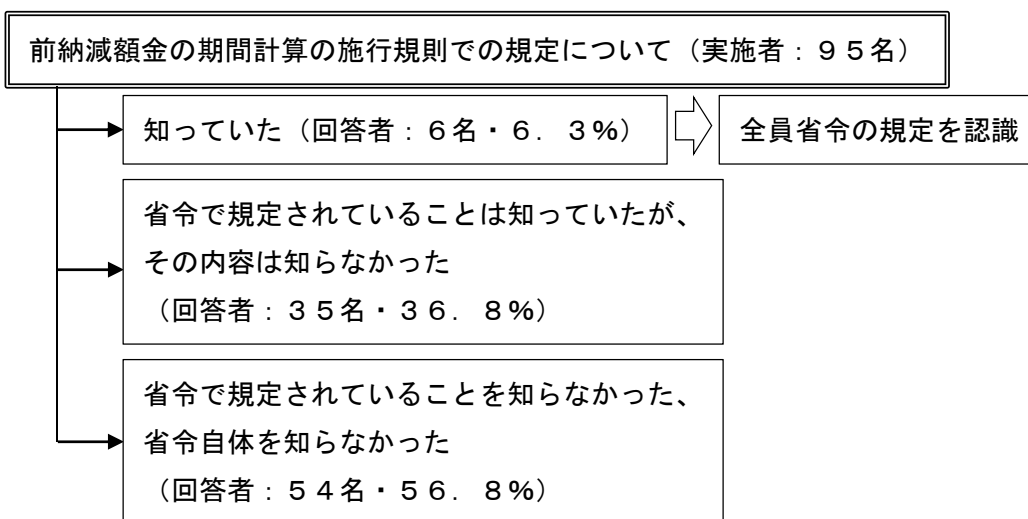 前納減額金の期間計算の施行規則での規定について（実施者：９５名）
知っていた（回答者：６名・６．３％）
全員省令の規定を認識
省令で規定されていることは知っていたが、
その内容は知らなかった
（回答者：３５名・３６．８％）
省令で規定されていることを知らなかった、
省令自体を知らなかった
（回答者：５４名・５６．８％）